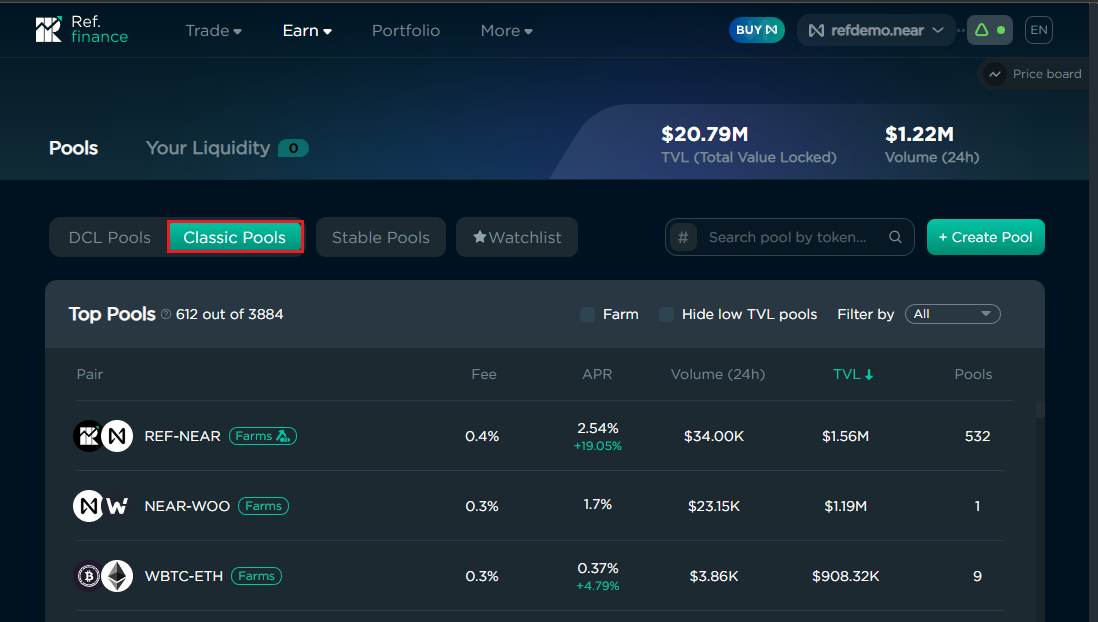 Ref.
finance
Trade Earn Portfolio More BUY refdemo.near EN
Price board
Pools Your Liquidity 0
$20.79M $1.22M
TVL (Total Value Locked) Volume (24h)
DCL Pools Classic Pools Stable Pools Watchlist # Search pool by token... + Create Pool
Top Pools 612 out of 3884 Farm Hide low TVL pools Filter by All
Pair Fee APR Volume (24h) TVL Pools
REF-NEAR Farms 0.4% 2.54% $34.00K $1.56M 532
+19.05%
NEAR-WOO Farms 0.3% 1.7% $23.15K $1.19M 1
WBTC-ETH Farms 0.3% 0.37% $3.86K $908.32K 9
+4.79%